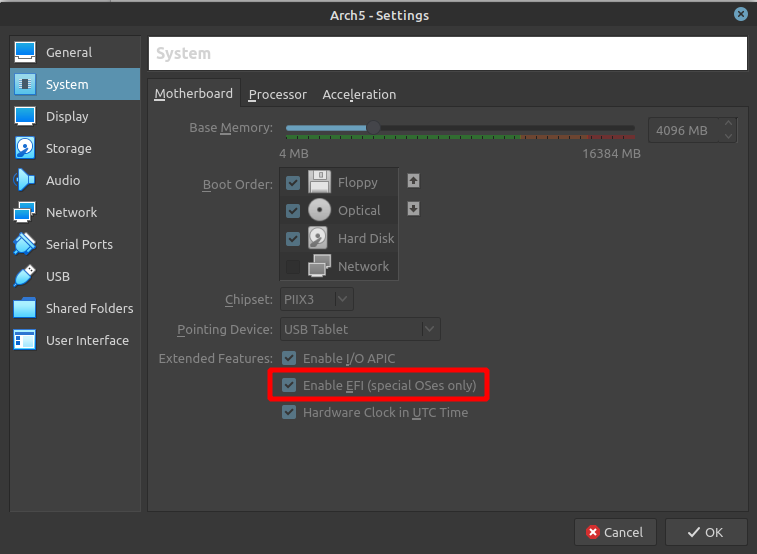 Arch5 - Settings
General
System
Display
Storage
Audio
Network
Serial Ports
USB
Shared Folders
User Interface
System
Motherboard Processor Acceleration
Base Memory: 4096 MB
4 MB 16384 MB
Boot Order: Floppy
Optical
Hard Disk
Network
Chipset: PIIX3
Pointing Device: USB Tablet
Extended Features: Enable I/O APIC
Enable EFI (special OSes only)
Hardware Clock in UTC Time
Cancel OK